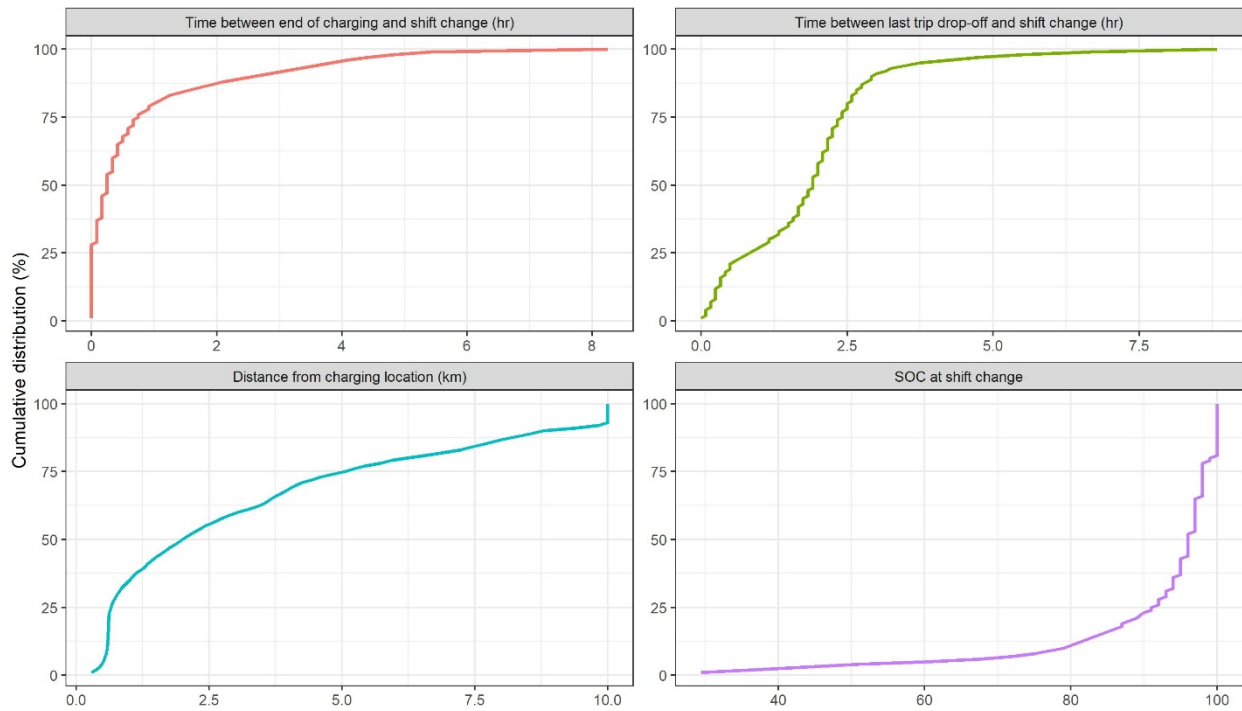 Time between end of charging and shift change (hr)
Time between last trip drop-off and shift change (hr)
100
75
50
25
0
0 2 4 6 8
100
75
50
25
0
0.0 2.5 5.0 7.5
Cumulative distribution (%)
Distance from charging location (km)
SOC at shift change
100
75
50
25
0
0.0 2.5 5.0 7.5 10.0
100
75
50
25
0
40 60 80 100